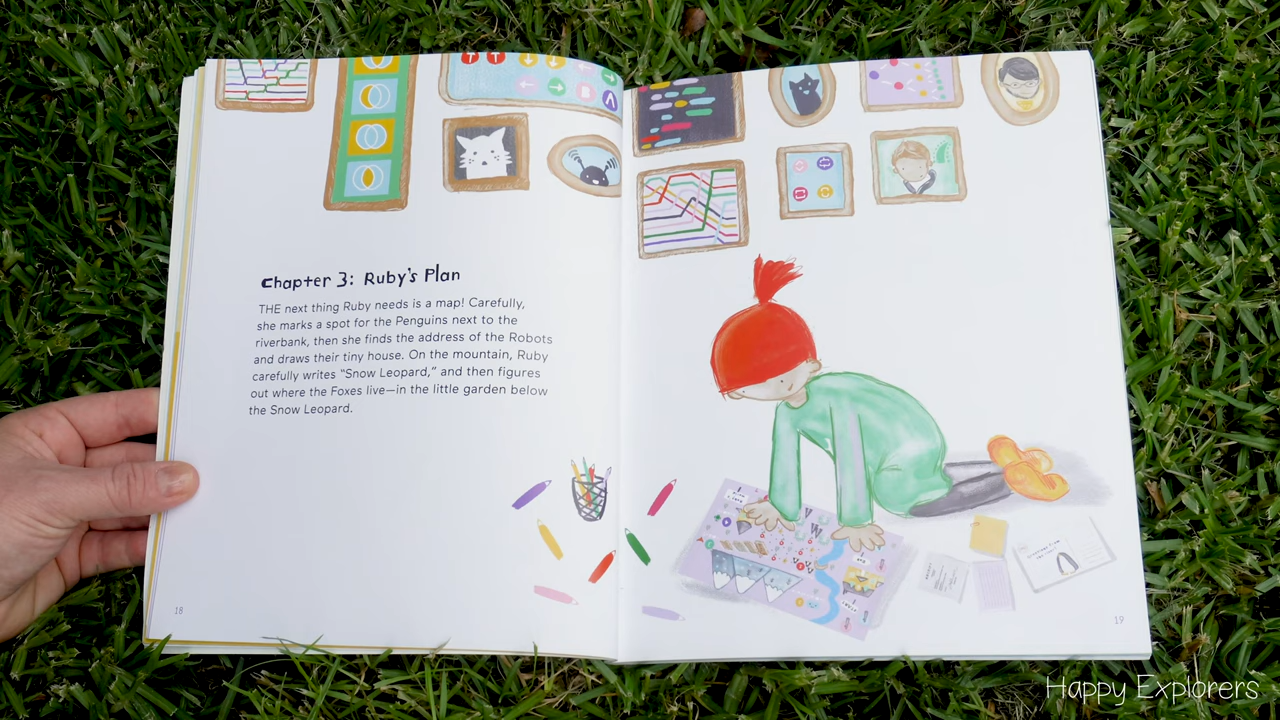 Chapter 3: Ruby's Plan
THE next thing Ruby needs is a map! Carefully,
she marks a spot for the Penguins next to the
riverbank, then she finds the address of the Robots
and draws their tiny house. On the mountain, Ruby
carefully writes “Snow Leopard,” and then figures
out where the Foxes live—in the little garden below
the Snow Leopard.
18
19
Happy Explorers